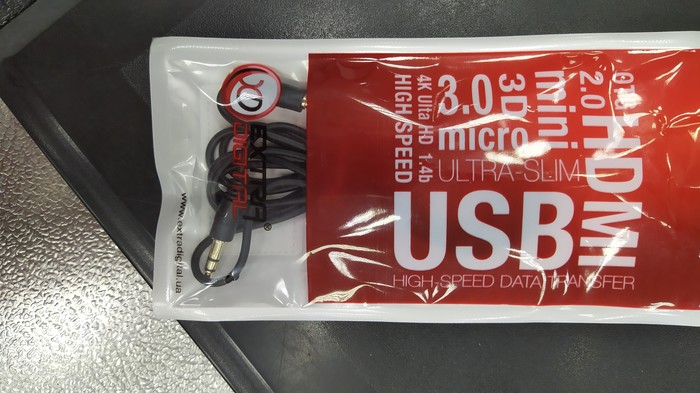 EXTRA®
DIGITAL
www.extradigital.ua
HIGH-SPEED
4K Ulta HD 1.4b
3.0
micro
3D
mini
2.0
HDMI
ULTRA-SLIM
USB
HIGH-SPEED DATA TRANSFER